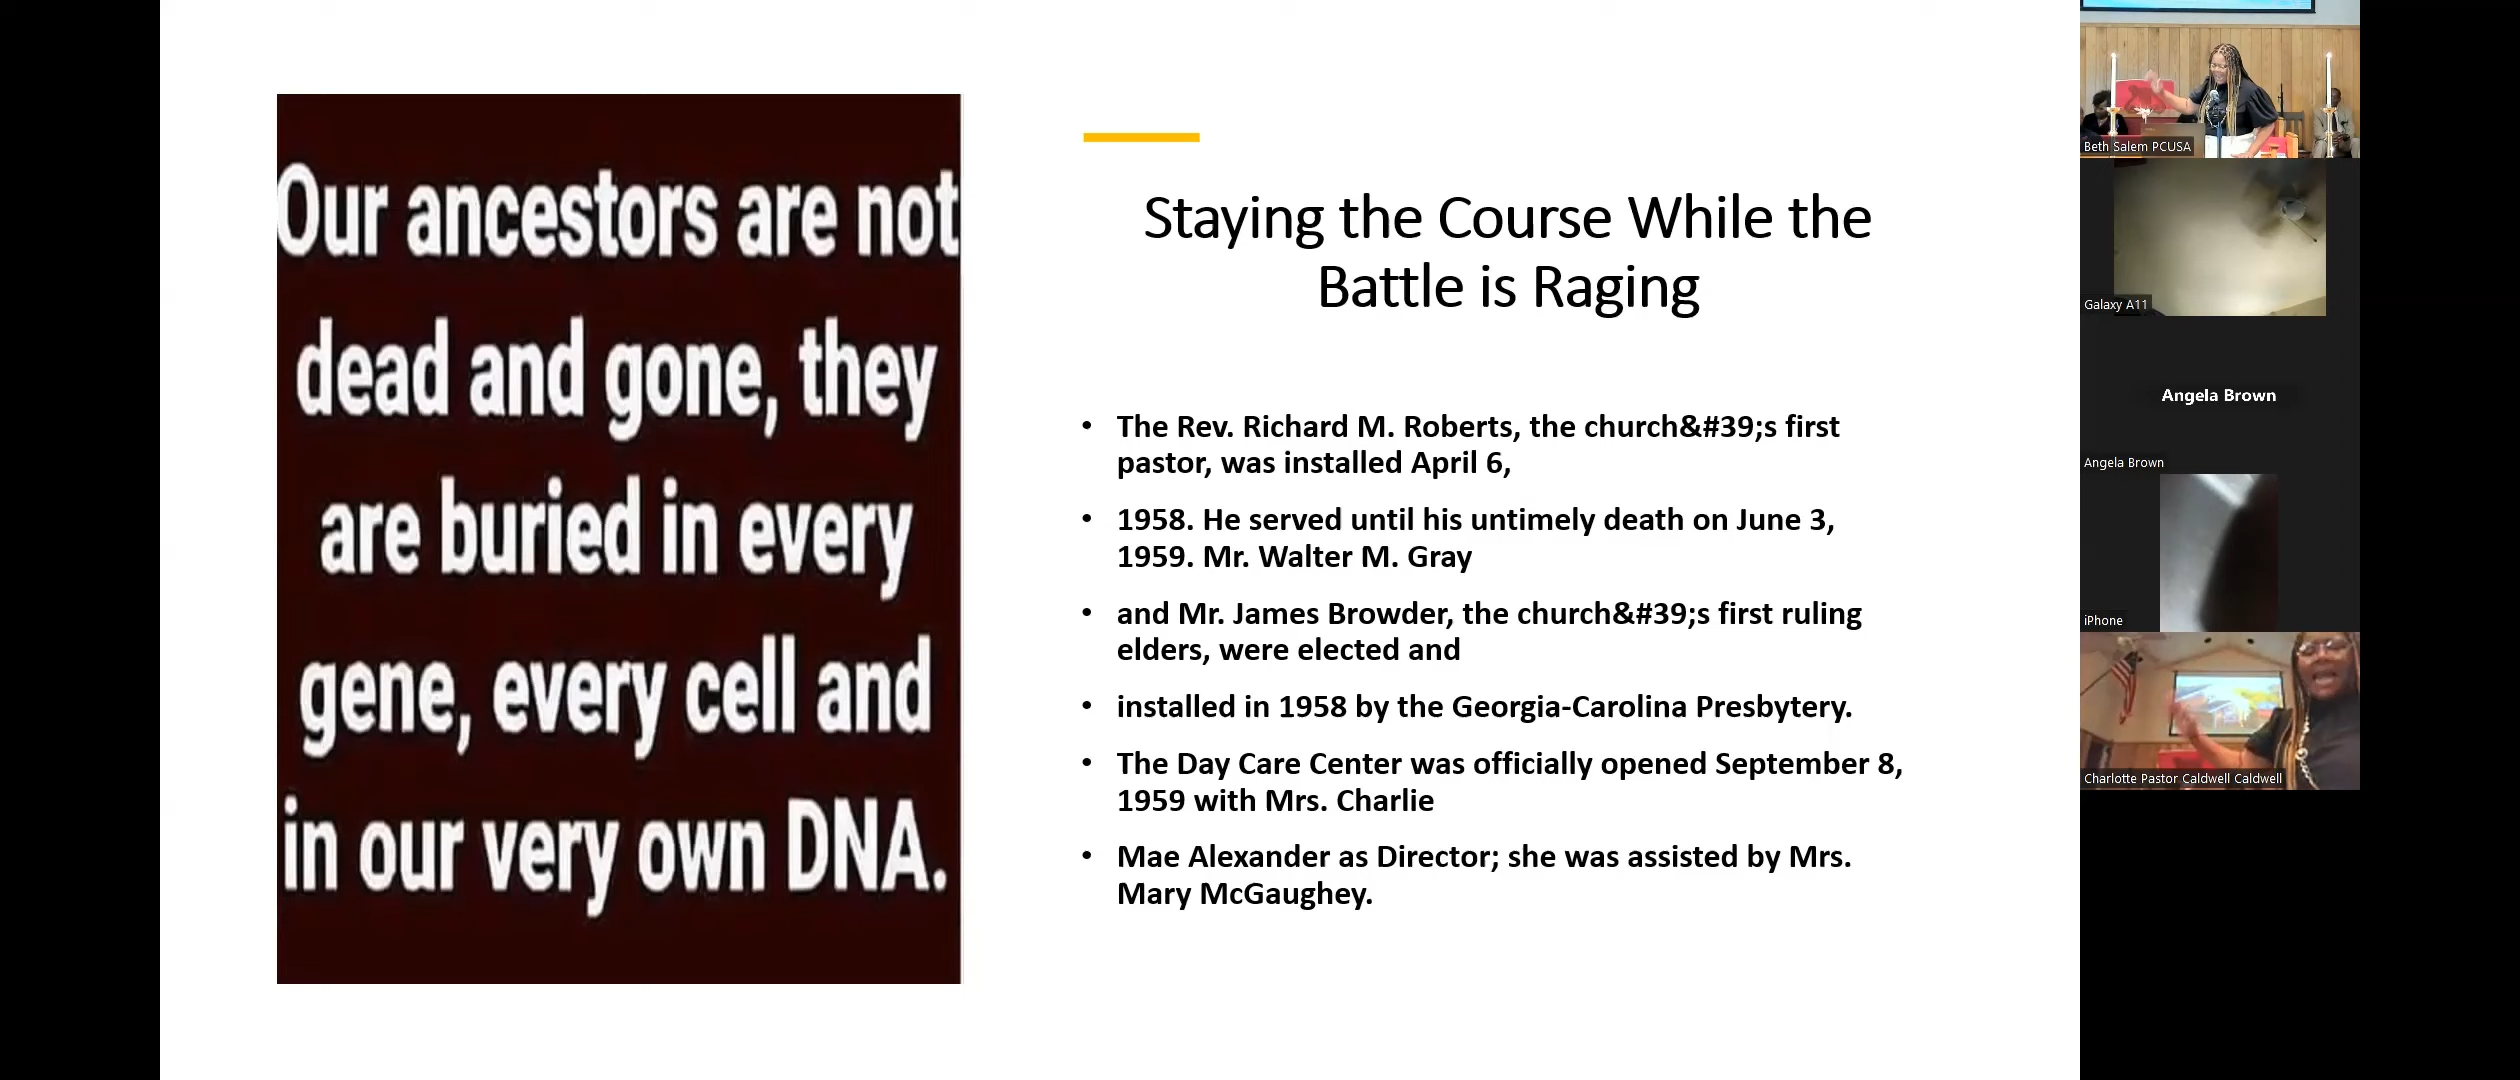 Our ancestors are not
dead and gone, they
are buried in every
gene, every cell and
in our very own DNA.
Staying the Course While the
Battle is Raging
• The Rev. Richard M. Roberts, the church&#39;s first
pastor, was installed April 6,
• 1958. He served until his untimely death on June 3,
1959. Mr. Walter M. Gray
• and Mr. James Browder, the church&#39;s first ruling
elders, were elected and
• installed in 1958 by the Georgia-Carolina Presbytery.
• The Day Care Center was officially opened September 8,
1959 with Mrs. Charlie
• Mae Alexander as Director; she was assisted by Mrs.
Mary McGaughey.
Beth Salem PCUSA
Galaxy A11
Angela Brown
Angela Brown
iPhone
Charlotte Pastor Caldwell Caldwell